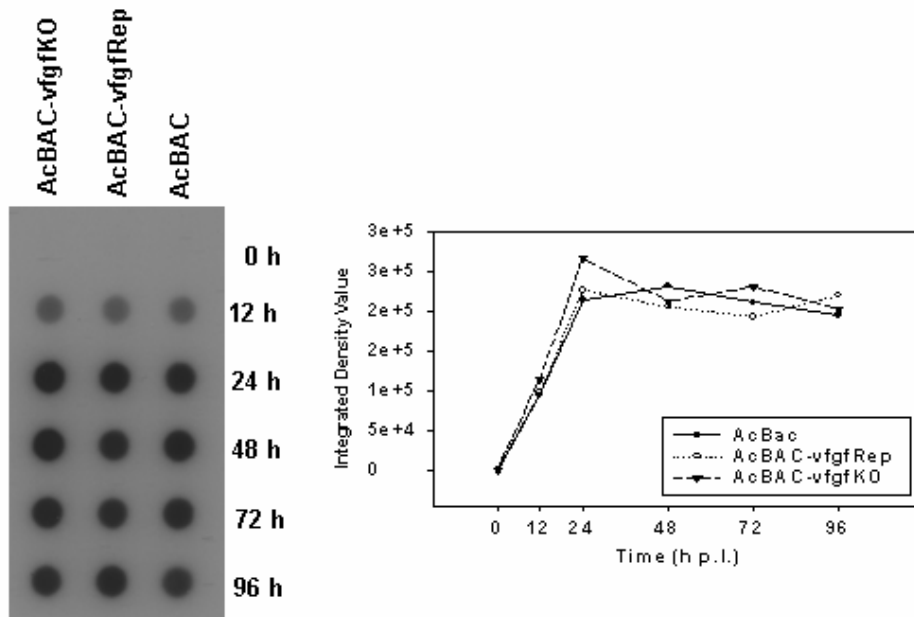 AcBAC-vfgfKO
AcBAC-vfgfRep
AcBAC
0 h
12 h
24 h
48 h
72 h
96 h
Integrated Density Value
3e+5
3e+5
2e+5
2e+5
1e+5
5e+4
0
0 12 24 48 72 96
Time (h p.I.)
AcBac
AcBAC-vfgfRep
AcBAC-vfgfKO